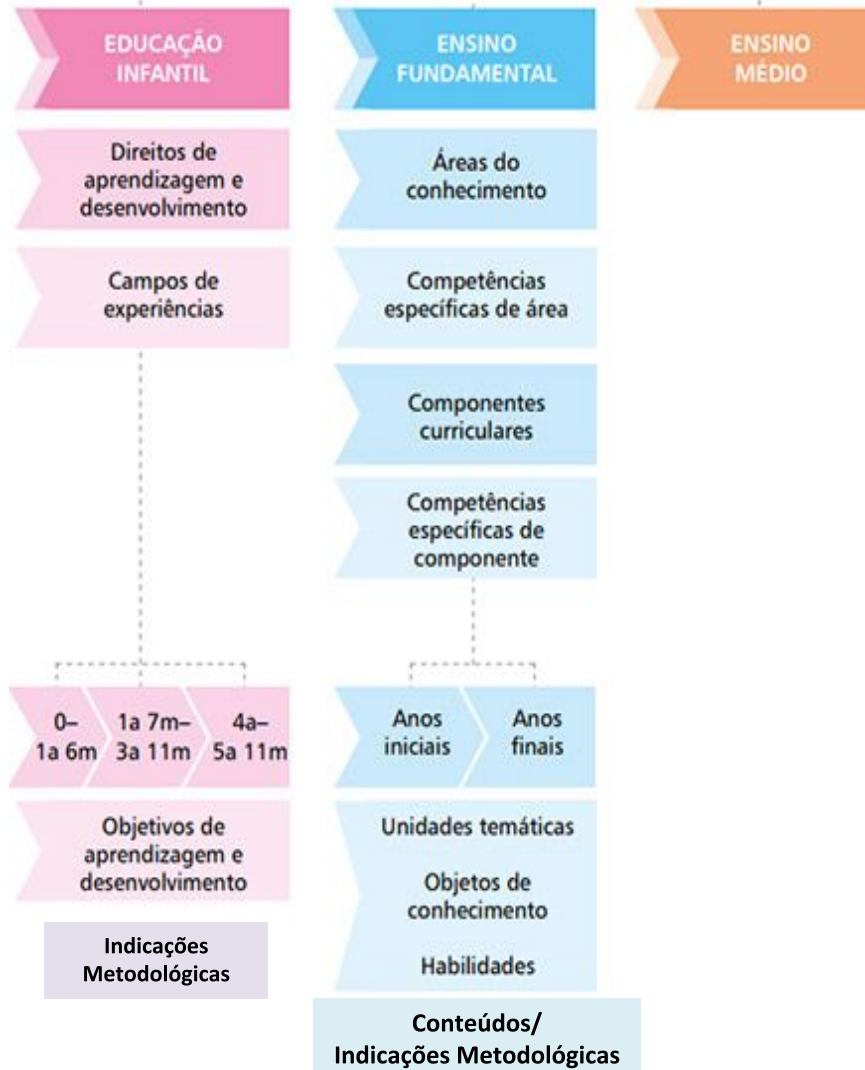 EDUCAÇÃO
INFANTIL
Direitos de
aprendizagem e
desenvolvimento
Campos de
experiências
0–
1a 6m
1a 7m–
3a 11m
4a–
5a 11m
Objetivos de
aprendizagem e
desenvolvimento
Indicações
Metodológicas
ENSINO
FUNDAMENTAL
Áreas do
conhecimento
Competências
específicas de área
Componentes
curriculares
Competências
específicas de
componente
Anos
iniciais
Anos
finais
Unidades temáticas
Objetos de
conhecimento
Habilidades
Conteúdos/
Indicações Metodológicas
ENSINO
MÉDIO